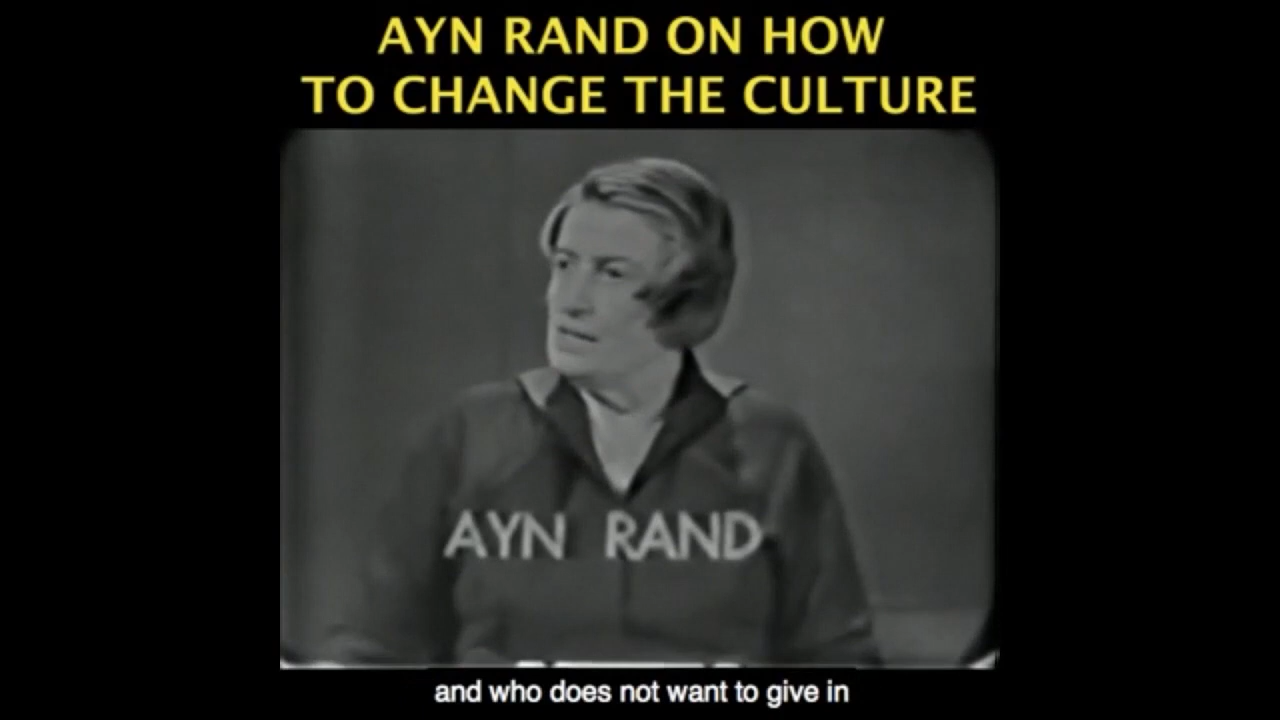 AYN RAND ON HOW
TO CHANGE THE CULTURE
AYN RAND
and who does not want to give in